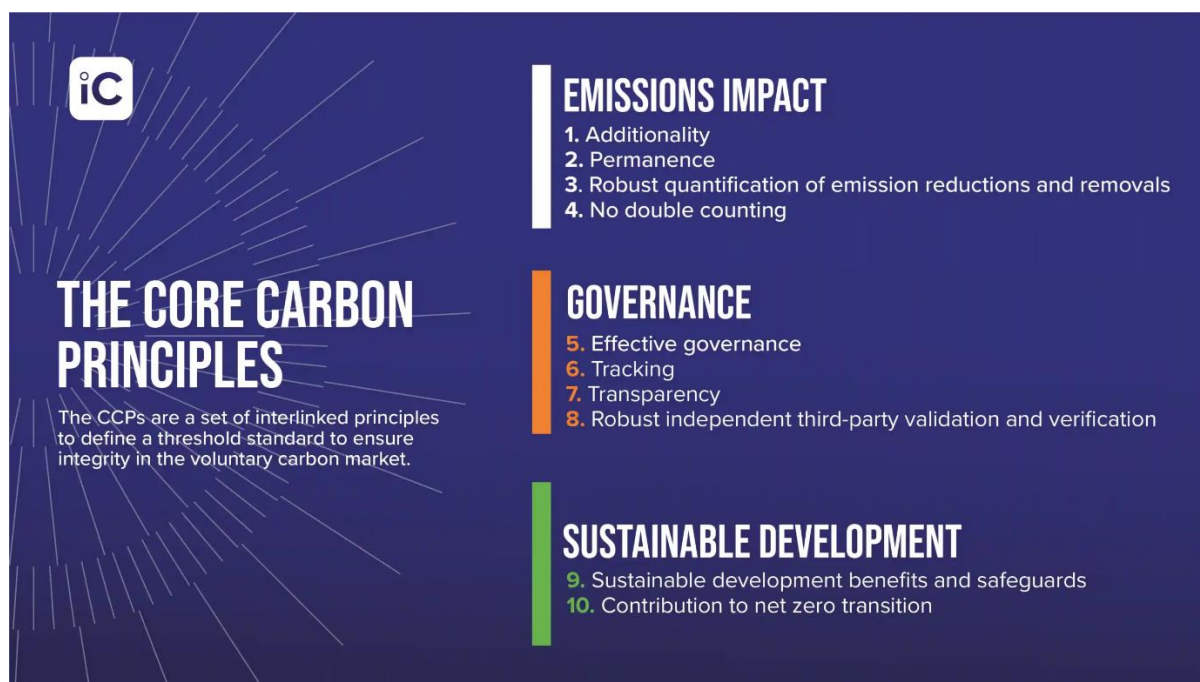 iC
THE CORE CARBON
PRINCIPLES
The CCPs are a set of interlinked principles
to define a threshold standard to ensure
integrity in the voluntary carbon market.
EMISSIONS IMPACT
1. Additionality
2. Permanence
3. Robust quantification of emission reductions and removals
4. No double counting
GOVERNANCE
5. Effective governance
6. Tracking
7. Transparency
8. Robust independent third-party validation and verification
SUSTAINABLE DEVELOPMENT
9. Sustainable development benefits and safeguards
10. Contribution to net zero transition